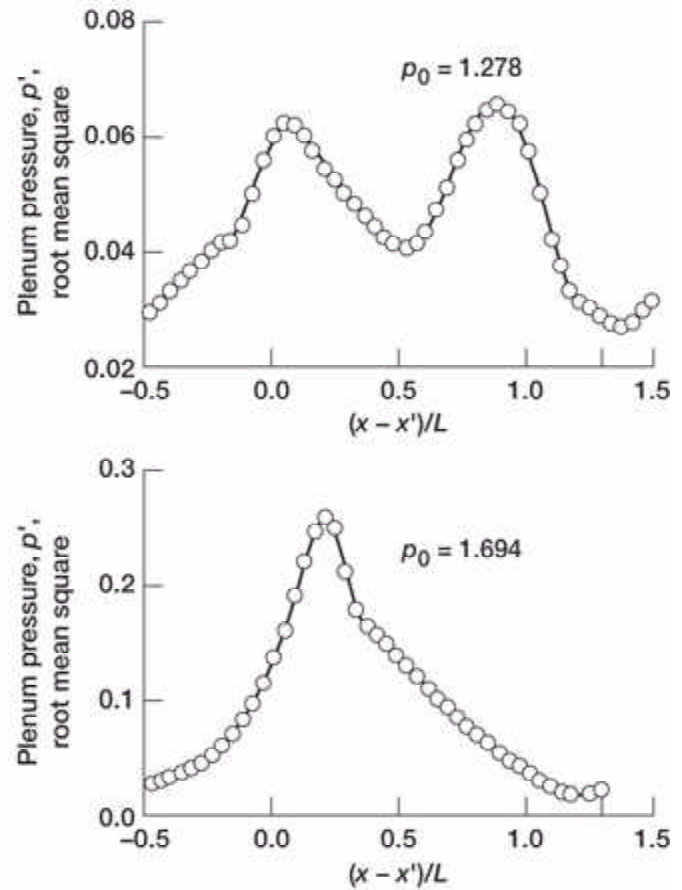 0.08
Plenum pressure, p',
root mean square
p0 = 1.278
0.06
0.04
0.02
–0.5 0.0 0.5 1.0 1.5
(x – x')/L
0.3
Plenum pressure, p',
root mean square
p0 = 1.694
0.2
0.1
0.0
–0.5 0.0 0.5 1.0 1.5
(x – x')/L